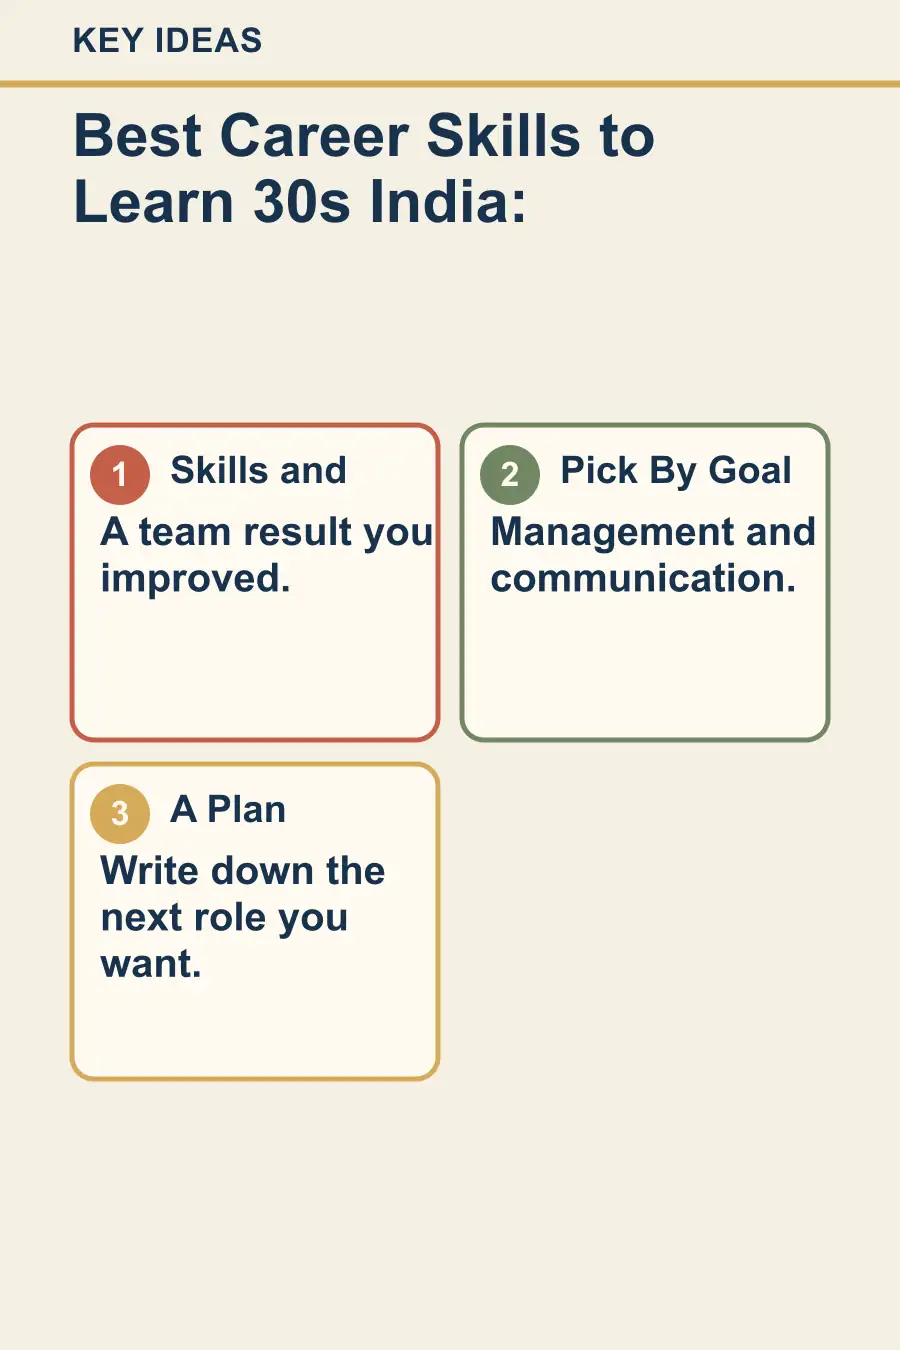 KEY IDEAS
Best Career Skills to
Learn 30s India:
1 Skills and
A team result you
improved.
2 Pick By Goal
Management and
communication.
3 A Plan
Write down the
next role you
want.